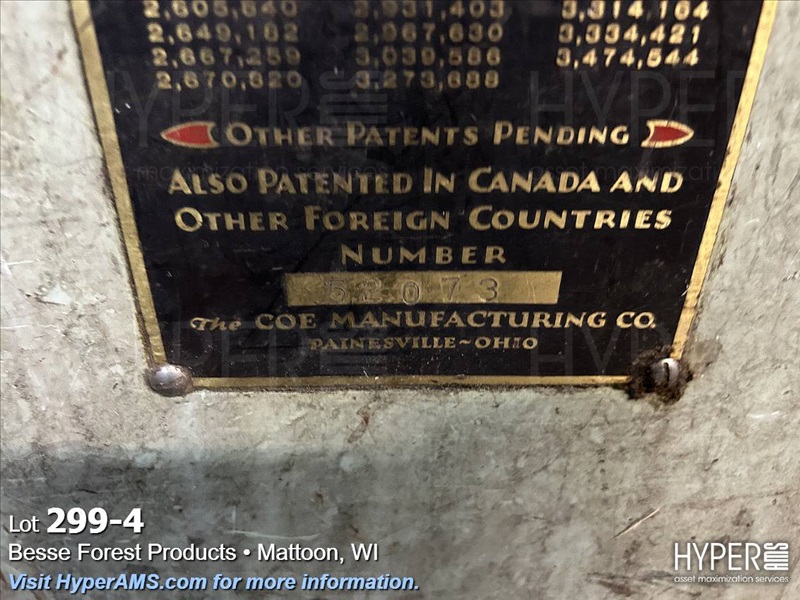 2,605,640 2,931,403 3,314,164
2,649,182 2,967,630 3,334,421
2,667,259 3,039,586 3,474,544
2,670,620 3,273,688
OTHER PATENTS PENDING
ALSO PATENTED IN CANADA AND
OTHER FOREIGN COUNTRIES
NUMBER
52073
The COE MANUFACTURING CO.
PAINESVILLE~OHIO
Lot 299-4
Besse Forest Products • Mattoon, WI
Visit HyperAMS.com for more information.
HYPER AMS
asset maximization services